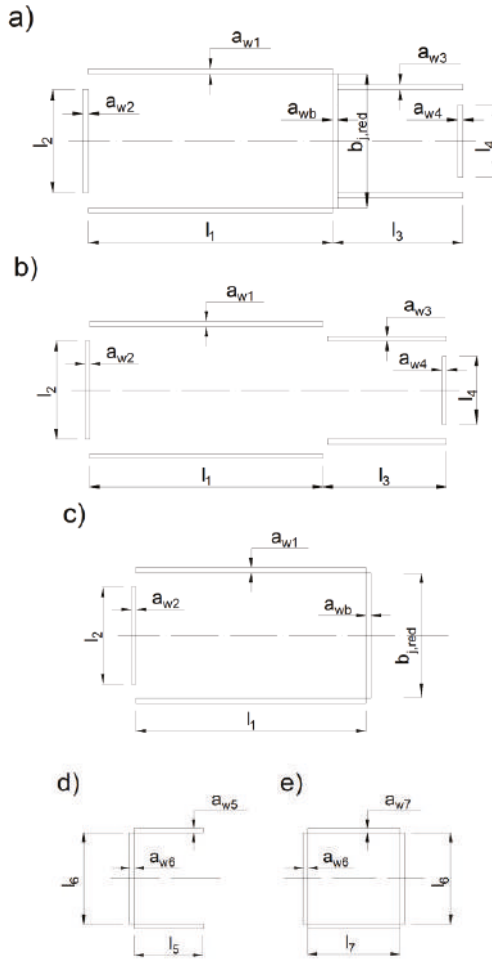 a)
a_w1
a_w3
a_w2
a_wb
a_w4
l_2
b_j,red
l_4
l_1
l_3
b)
a_w1
a_w3
a_w2
a_w4
l_2
l_4
l_1
l_3
c)
a_w1
a_w2
a_wb
l_2
b_j,red
l_1
d)
e)
a_w5
a_w7
a_w6
a_w6
l_6
l_6
l_5
l_7